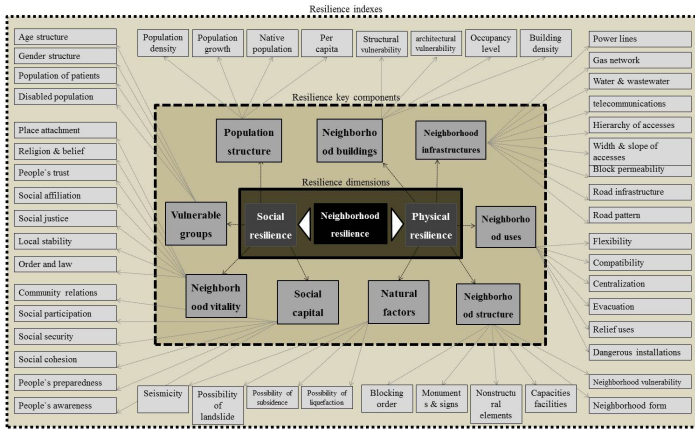 Resilience indexes
Age structure
Gender structure
Population of patients
Disabled population
Place attachment
Religion & belief
People`s trust
Social affiliation
Social justice
Local stability
Order and law
Community relations
Social participation
Social security
Social cohesion
People`s preparedness
People`s awareness
Population
density
Population
growth
Native
population
Per
capita
Structural
vulnerability
architectural
vulnerability
Occupancy
level
Building
density
Resilience key components
Population
structure
Neighborho
od buildings
Neighborhood
infrastructures
Resilience dimensions
Vulnerable
groups
Social
resilience
Neighborhood
resilience
Physical
resilience
Neighborho
od uses
Neighborh
ood vitality
Social
capital
Natural
factors
Neighborho
od structure
Seismicity
Possibility
of
landslide
Possibility of
subsidence
Possibility of
liquefaction
Blocking
order
Monument
s & signs
Nonstructu
ral
elements
Capacities
facilities
Power lines
Gas network
Water & wastewater
telecommunications
Hierarchy of accesses
Width & slope of
accesses
Block permeability
Road infrastructure
Road pattern
Flexibility
Compatibility
Centralization
Evacuation
Relief uses
Dangerous installations
Neighborhood vulnerability
Neighborhood form